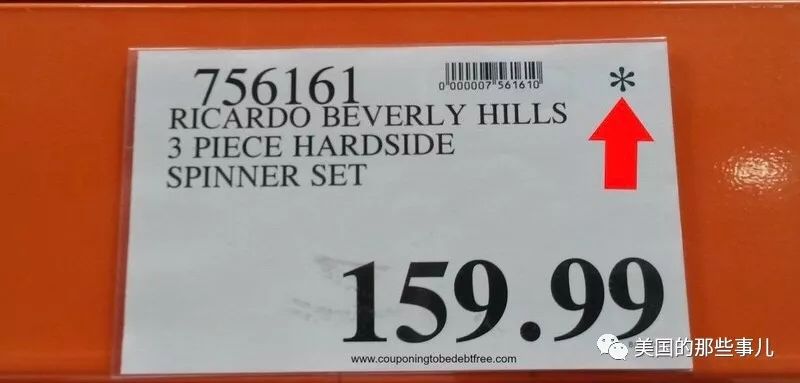 756161
0 000007 561610
*
RICARDO BEVERLY HILLS
3 PIECE HARDSIDE
SPINNER SET
159.99
www.couponingtobedebtfree.com
美国的那些事儿